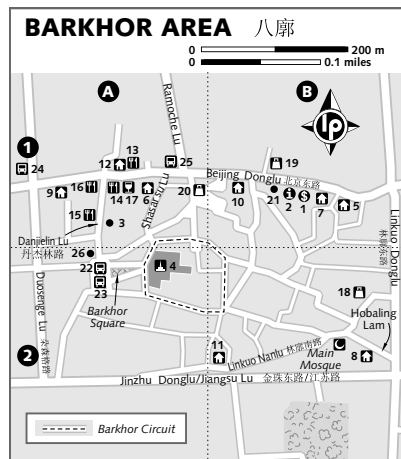 BARKHOR AREA 八廓
0 200 m
0 0.1 miles
A
B
lp
1
Ramoche Lu
13
12
25
19
24
Beijing Donglu 北京东路
9
16
14
17
6
20
10
21
2
1
7
5
Shasarsu Lu
15
3
Danjielin Lu
丹杰林路
Linkuo Donglu
林廓东路
26
22
4
23
Barkhor
Square
Duosenge Lu
朵森格路
18
Hobaling
Lam
2
11
Linkuo Nanlu 林廓南路
Main
Mosque
8
Jinzhu Donglu/Jiangsu Lu 金珠东路/江苏路
Barkhor Circuit